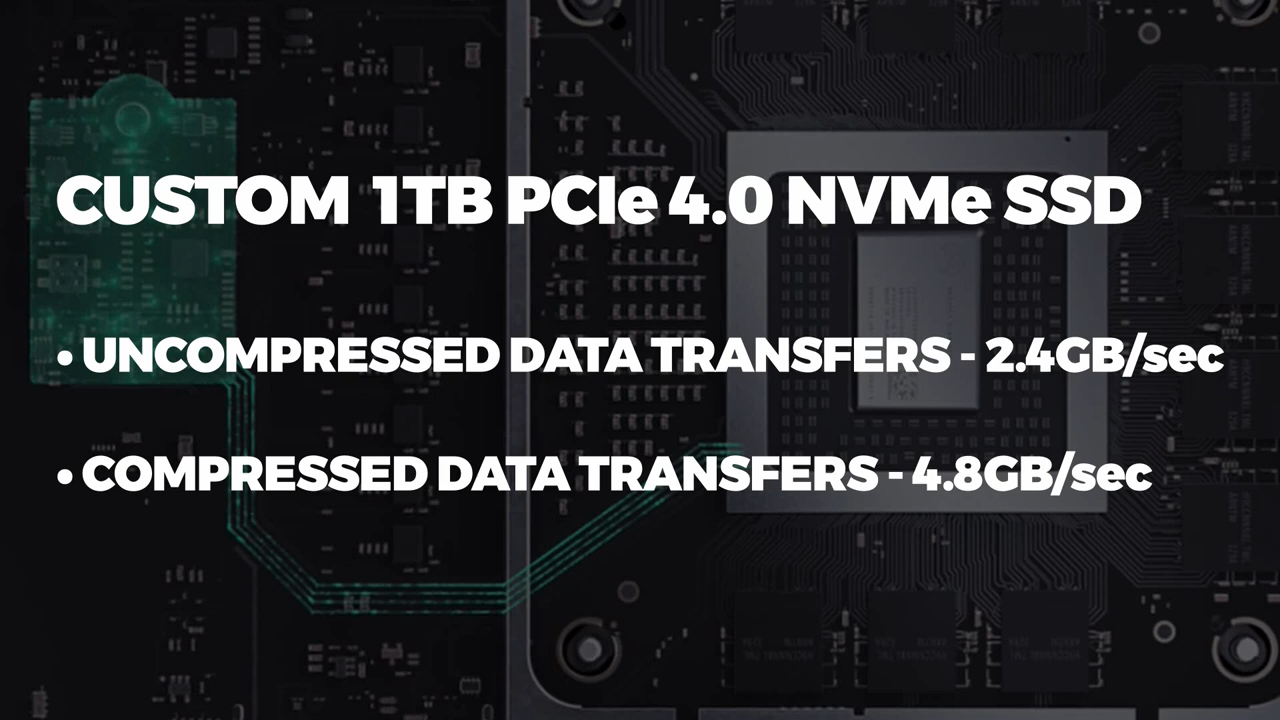 CUSTOM 1TB PCIe 4.0 NVMe SSD
• UNCOMPRESSED DATA TRANSFERS - 2.4GB/sec
• COMPRESSED DATA TRANSFERS - 4.8GB/sec